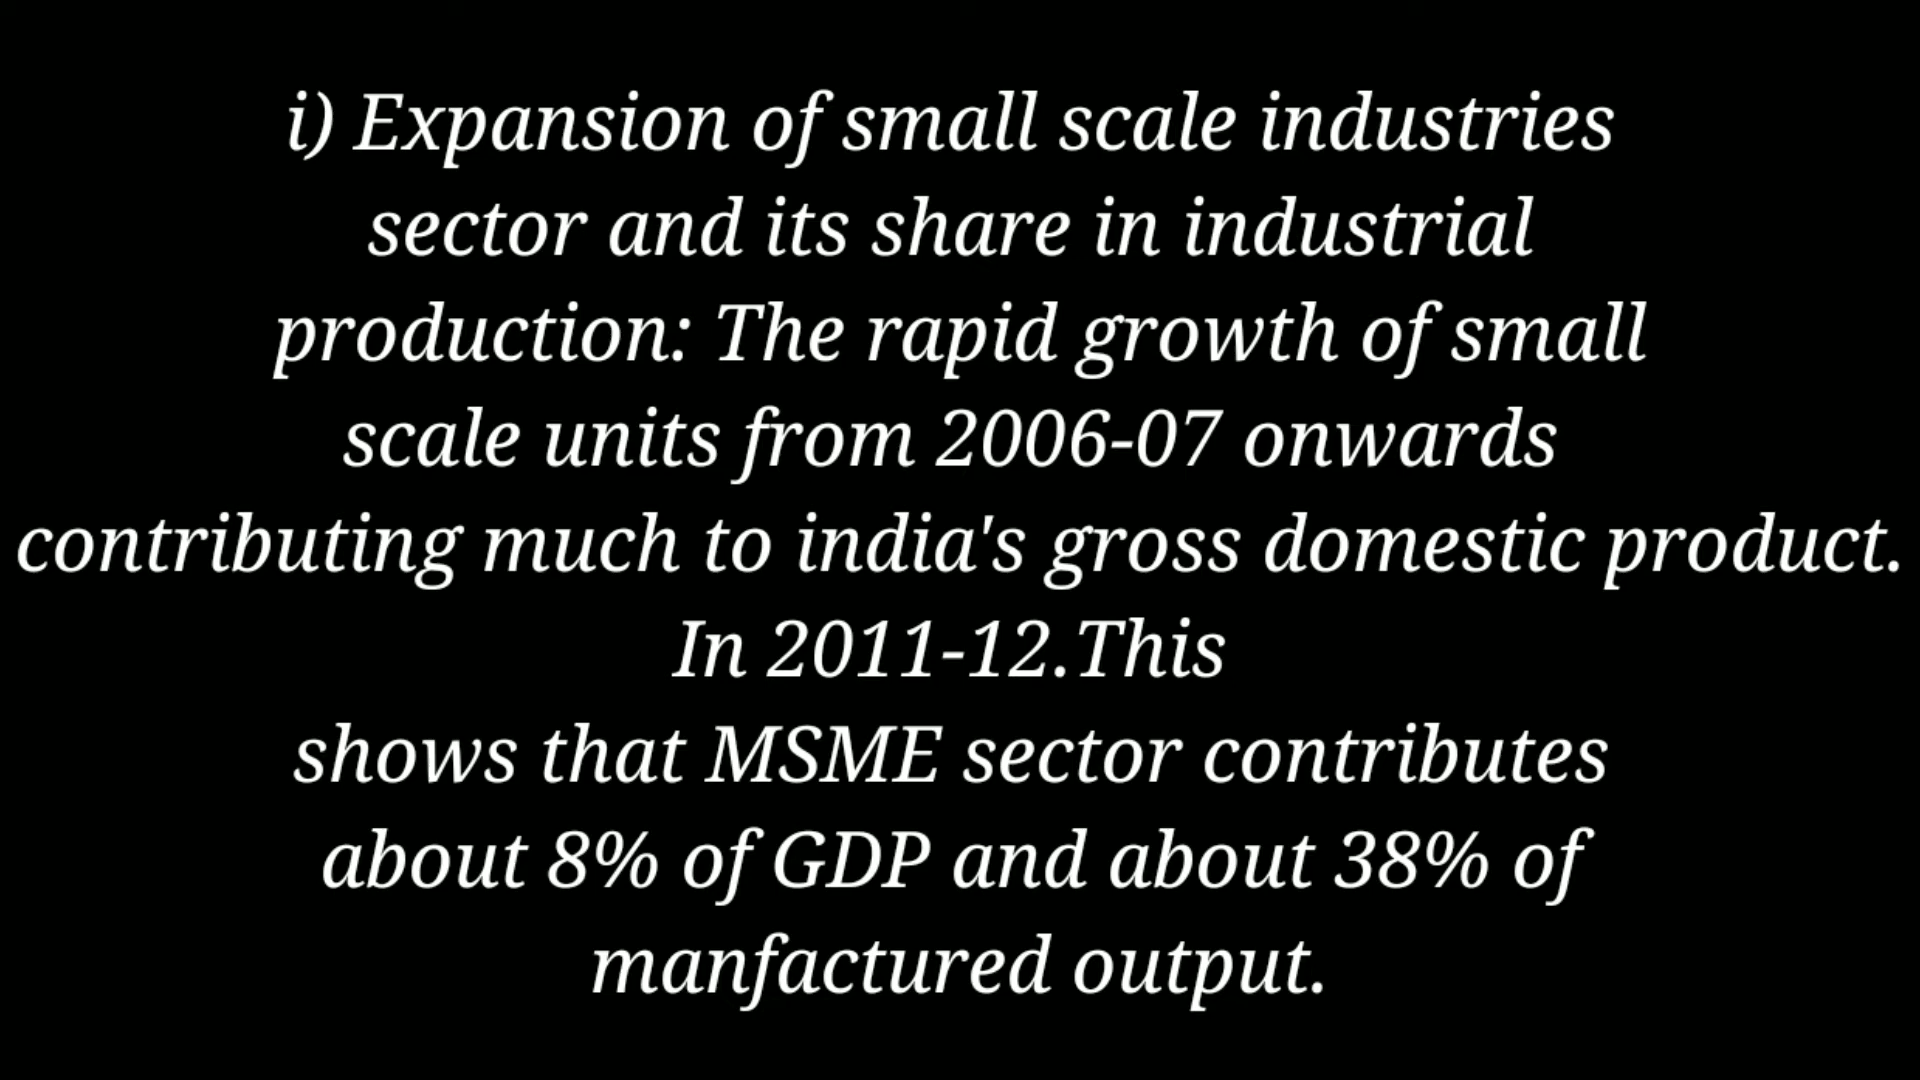 i) Expansion of small scale industries
sector and its share in industrial
production: The rapid growth of small
scale units from 2006-07 onwards
contributing much to india's gross domestic product.
In 2011-12.This
shows that MSME sector contributes
about 8% of GDP and about 38% of
manfactured output.